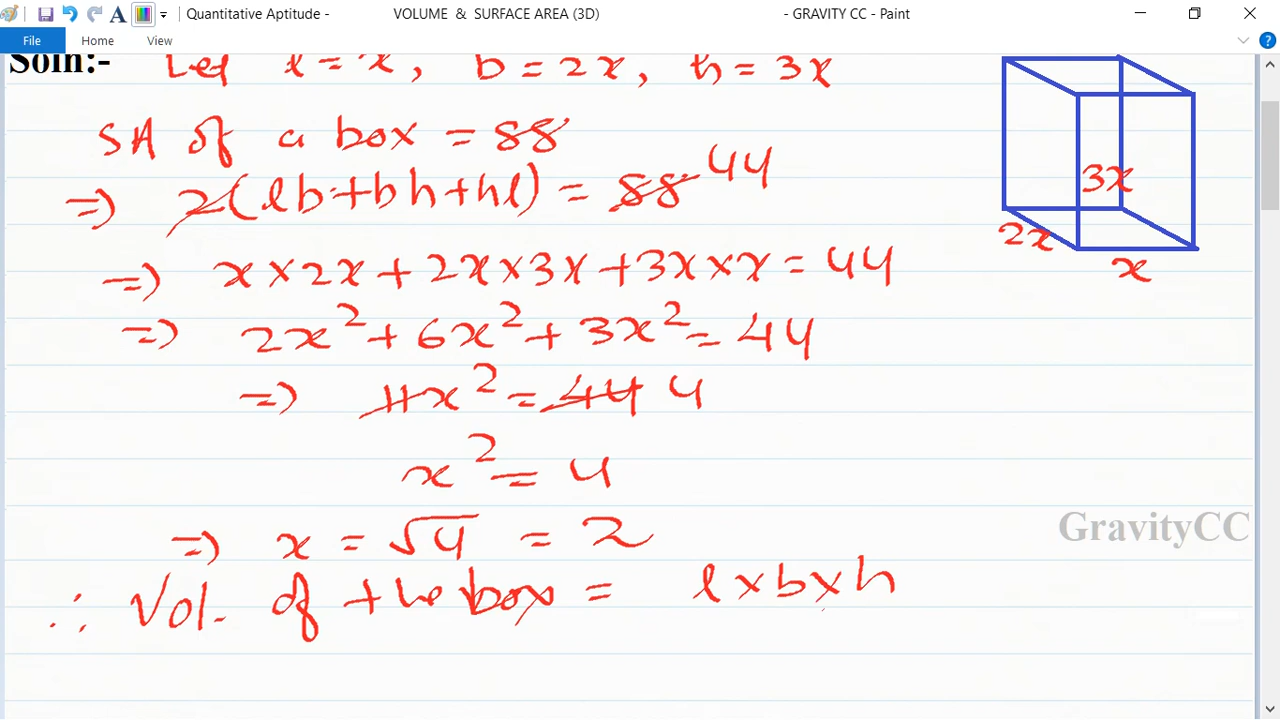 Quantitative Aptitude - VOLUME & SURFACE AREA (3D) - GRAVITY CC - Paint
File Home View
Soln:- Let l = x, b = 2x, h = 3x
SA of a box = 88
=> 2(lb+bh+hl) = 88 44
=> x×2x+2x×3x+3x×x=44
=> 2x²+6x²+3x²=44
=> 11x²=44 4
x²=4
=> x = √4 = 2
∴ Vol. of the box = l×b×h
3x
2x
x
GravityCC